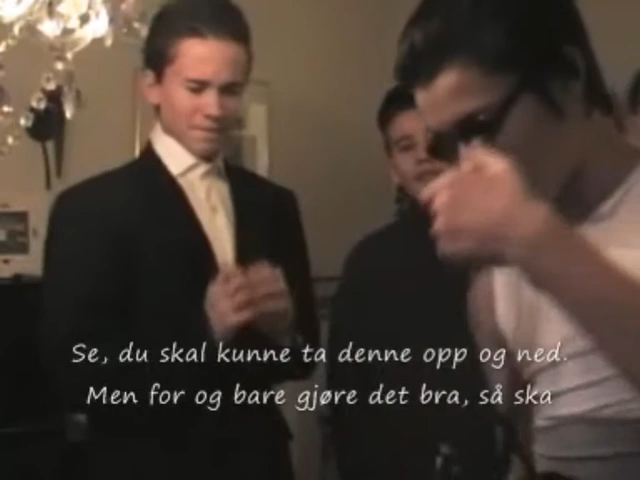 Se, du skal kunne ta denne opp og ned.
Men for og bare gjøre det bra, så ska